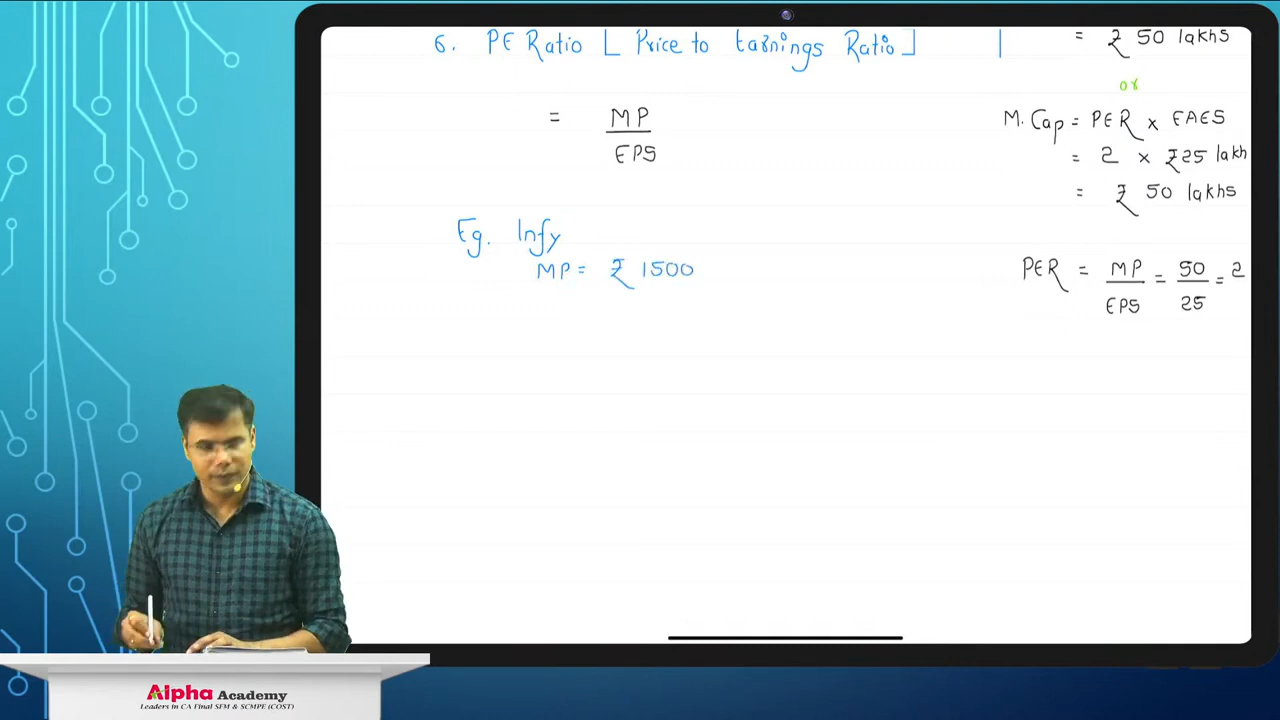 6. PE Ratio [Price to Earnings Ratio]
= MP
EPS
Eg. Infy
MP = ₹ 1500
= ₹ 50 lakhs
or
M. Cap = PER x EAES
= 2 x ₹25 lakh
= ₹ 50 lakhs
PER = MP = 50 = 2
EPS 25
Alpha Academy
Leaders in CA Final SFM & SCMPE (COST)